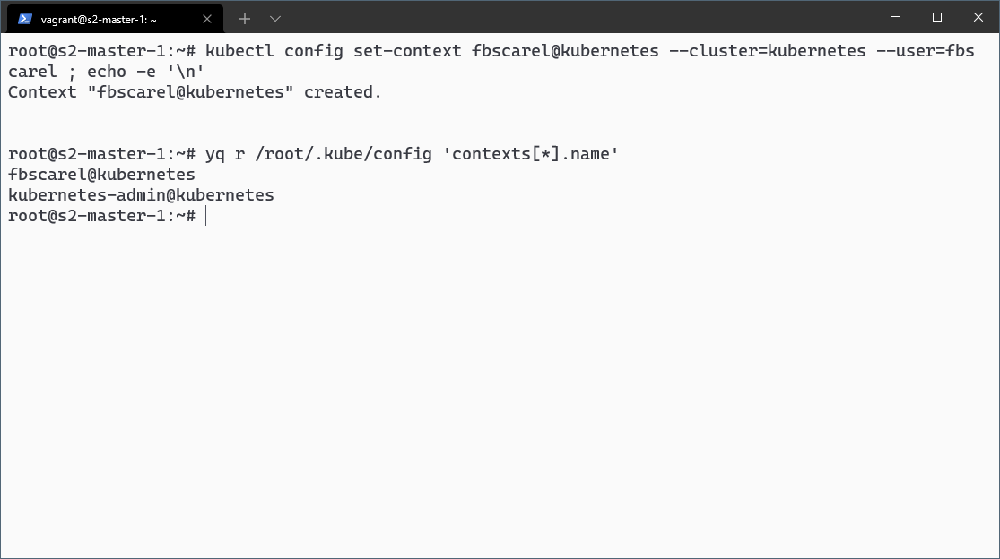 vagrant@s2-master-1: ~
root@s2-master-1:~# kubectl config set-context fbscarel@kubernetes --cluster=kubernetes --user=fbs
carel ; echo -e '\n'
Context "fbscarel@kubernetes" created.
root@s2-master-1:~# yq r /root/.kube/config 'contexts[*].name'
fbscarel@kubernetes
kubernetes-admin@kubernetes
root@s2-master-1:~#